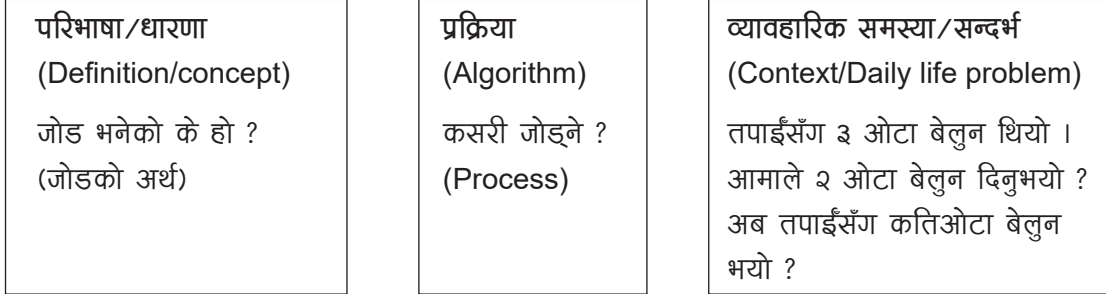 परिभाषा/धारणा
(Definition/concept)
जोड भनेको के हो ?
(जोडको अर्थ)
प्रक्रिया
(Algorithm)
कसरी जोड्ने ?
(Process)
व्यावहारिक समस्या/सन्दर्भ
(Context/Daily life problem)
तपाईँसँग ३ ओटा बेलुन थियो ।
आमाले २ ओटा बेलुन दिनुभयो ?
अब तपाईँसँग कतिओटा बेलुन
भयो ?